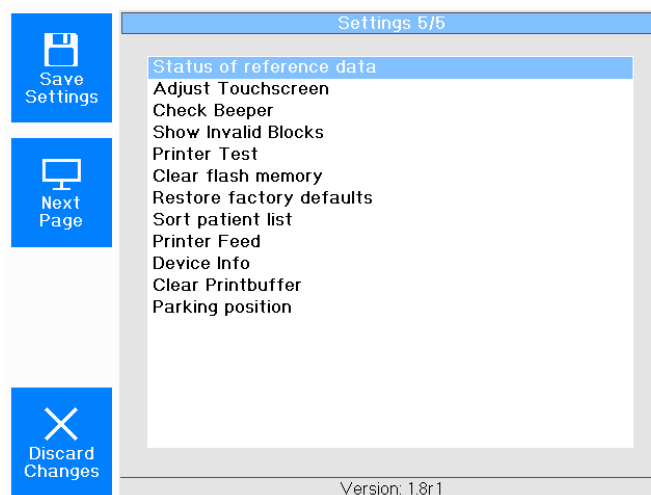 Settings 5/5
Save
Settings
Next
Page
Discard
Changes
Status of reference data
Adjust Touchscreen
Check Beeper
Show Invalid Blocks
Printer Test
Clear flash memory
Restore factory defaults
Sort patient list
Printer Feed
Device Info
Clear Printbuffer
Parking position
Version: 1.8r1